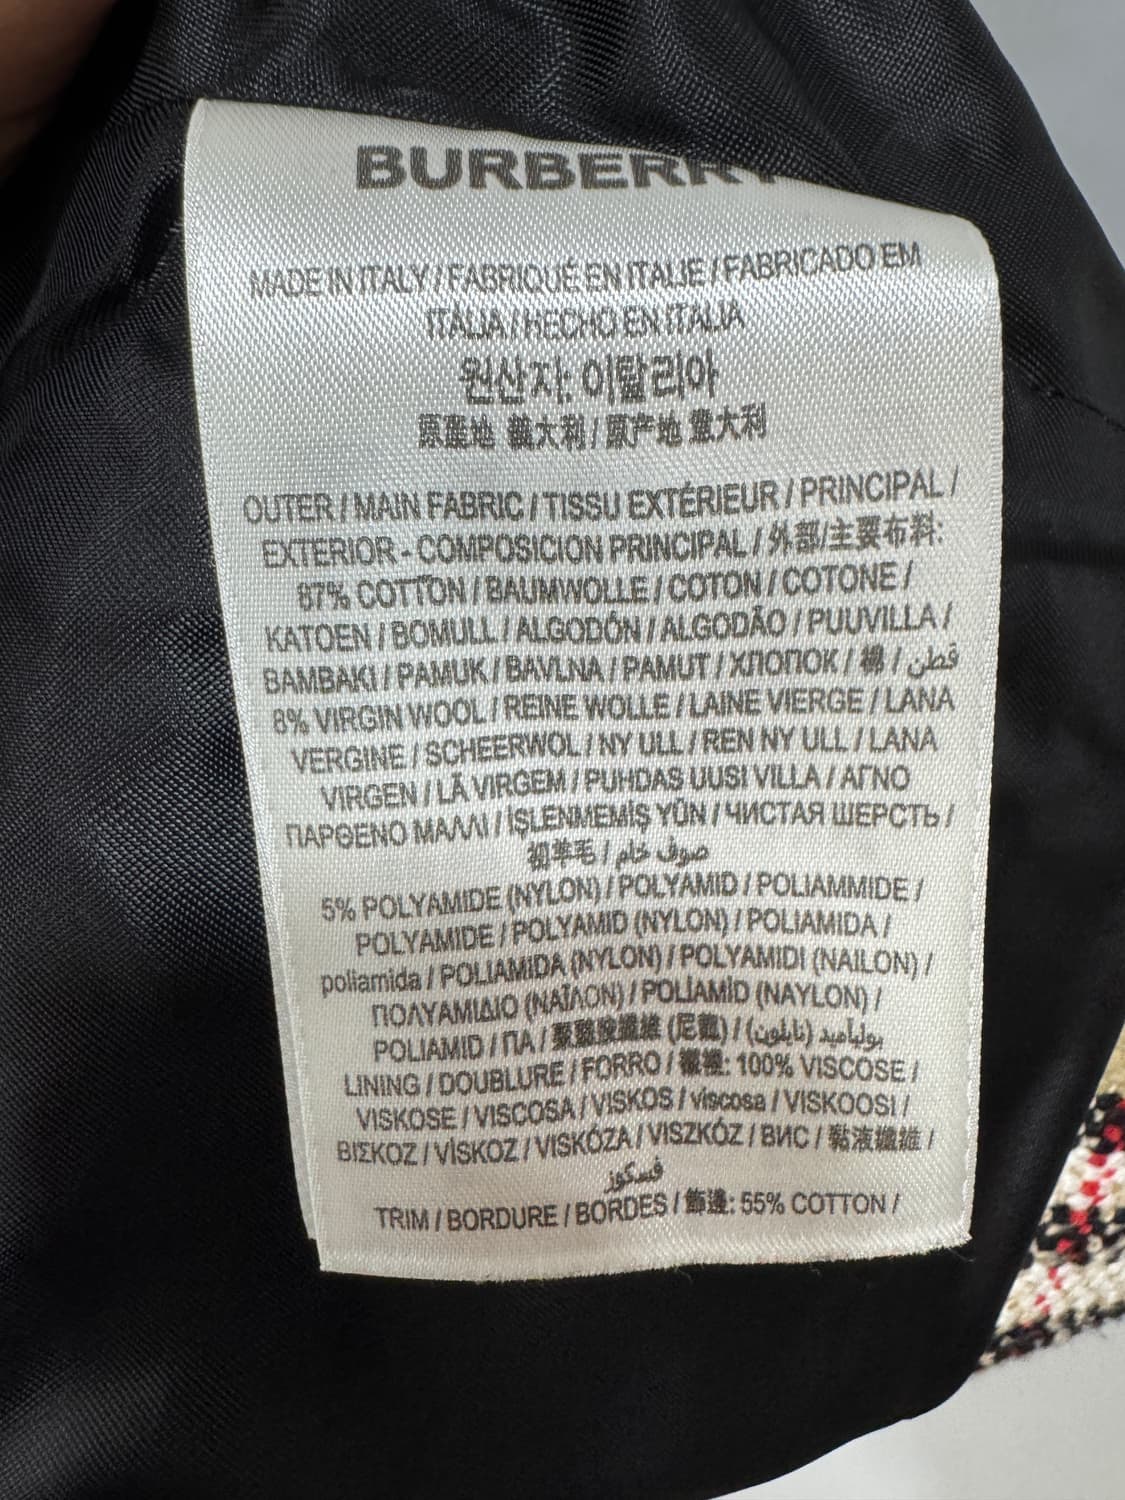 BURBERRY
MADE IN ITALY / FABRIQUÉ EN ITALIE / FABRICADO EM
ITÁLIA / HECHO EN ITALIA
원산지: 이탈리아
原產地 義大利 / 原产地 意大利
OUTER / MAIN FABRIC / TISSU EXTÉRIEUR / PRINCIPAL /
EXTERIOR - COMPOSICION PRINCIPAL / 外部/主要布料:
87% COTTON / BAUMWOLLE / COTON / COTONE /
KATOEN / BOMULL / ALGODÓN / ALGODÃO / PUUVILLA /
BAMBAKI / PAMUK / BAVLNA / PAMUT / ХЛОПОК / 棉 / قطن
8% VIRGIN WOOL / REINE WOLLE / LAINE VIERGE / LANA
VERGINE / SCHEERWOL / NY ULL / REN NY ULL / LANA
VIRGEN / LÃ VIRGEM / PUHDAS UUSI VILLA / ΑΓΝΟ
ΠΑΡΘΕΝΟ ΜΑΛΛΙ / İŞLENMEMİŞ YÜN / ЧИСТАЯ ШЕРСТЬ /
初羊毛 / صوف خام
5% POLYAMIDE (NYLON) / POLYAMID / POLIAMMIDE /
POLYAMIDE / POLYAMID (NYLON) / POLIAMIDA /
poliamida / POLIAMIDA (NYLON) / POLYAMIDI (NAILON) /
ΠΟΛΥΑΜΙΔΙΟ (ΝΑΪΛΟΝ) / POLİAMİD (NAYLON) /
POLIAMID / ПА / 聚醯胺纖維 (尼龍) / بوليأميد (نايلون)
LINING / DOUBLURE / FORRO / 襯裡: 100% VISCOSE /
VISKOSE / VISCOSA / VISKOS / viscosa / VISKOOSI /
ΒΙΣΚΟΖ / VİSKOZ / VISKÓZA / VISZKÓZ / ВИС / 黏液纖維 /
فسكوز
TRIM / BORDURE / BORDES / 飾邊: 55% COTTON /